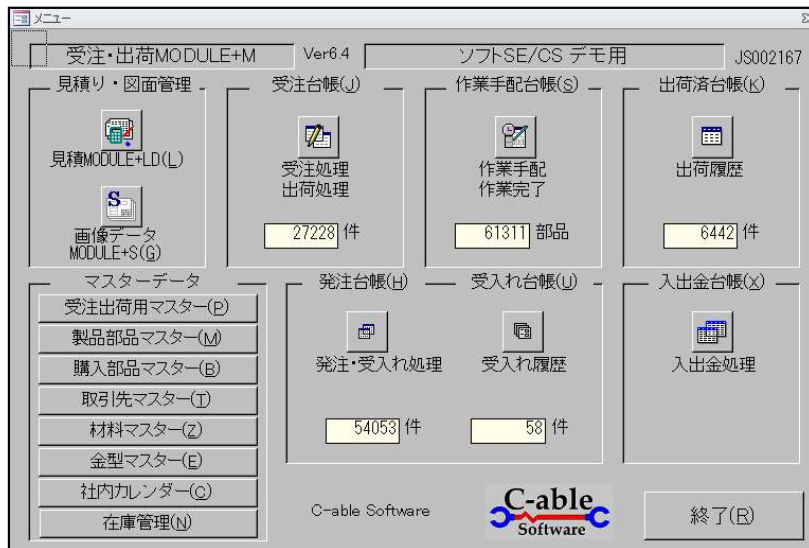 メニュー
受注・出荷MODULE+M Ver6.4 ソフトSE/CS デモ用 JS002167
見積り・図面管理
見積MODULE+LD(L)
画像データ
MODULE+S(G)
受注台帳(J)
受注処理
出荷処理
27228 件
作業手配台帳(S)
作業手配
作業完了
61311 部品
出荷済台帳(K)
出荷履歴
6442 件
マスターデータ
受注出荷用マスター(P)
製品部品マスター(M)
購入部品マスター(B)
取引先マスター(T)
材料マスター(Z)
金型マスター(E)
社内カレンダー(C)
在庫管理(N)
発注台帳(H)
発注・受入れ処理
54053 件
受入れ台帳(U)
受入れ履歴
58 件
入出金台帳(X)
入出金処理
C-able Software
C-able
Software
終了(R)